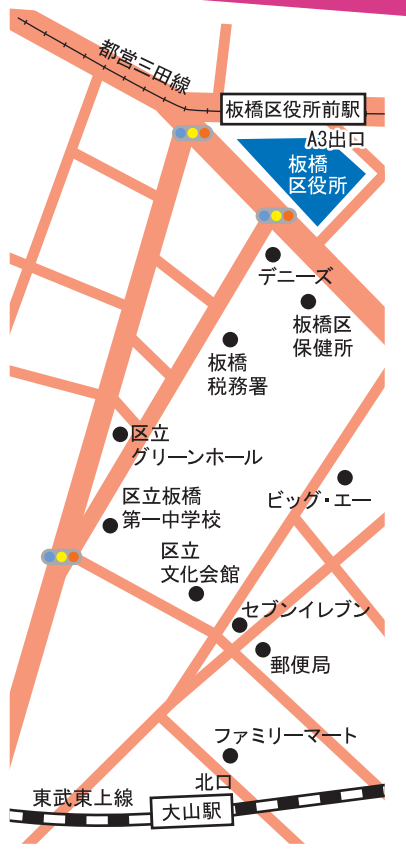 都営三田線
板橋区役所前駅
A3出口
板橋
区役所
デニーズ
板橋区
保健所
板橋
税務署
区立
グリーンホール
ビッグ・エー
区立板橋
第一中学校
区立
文化会館
セブンイレブン
郵便局
ファミリーマート
北口
東武東上線
大山駅